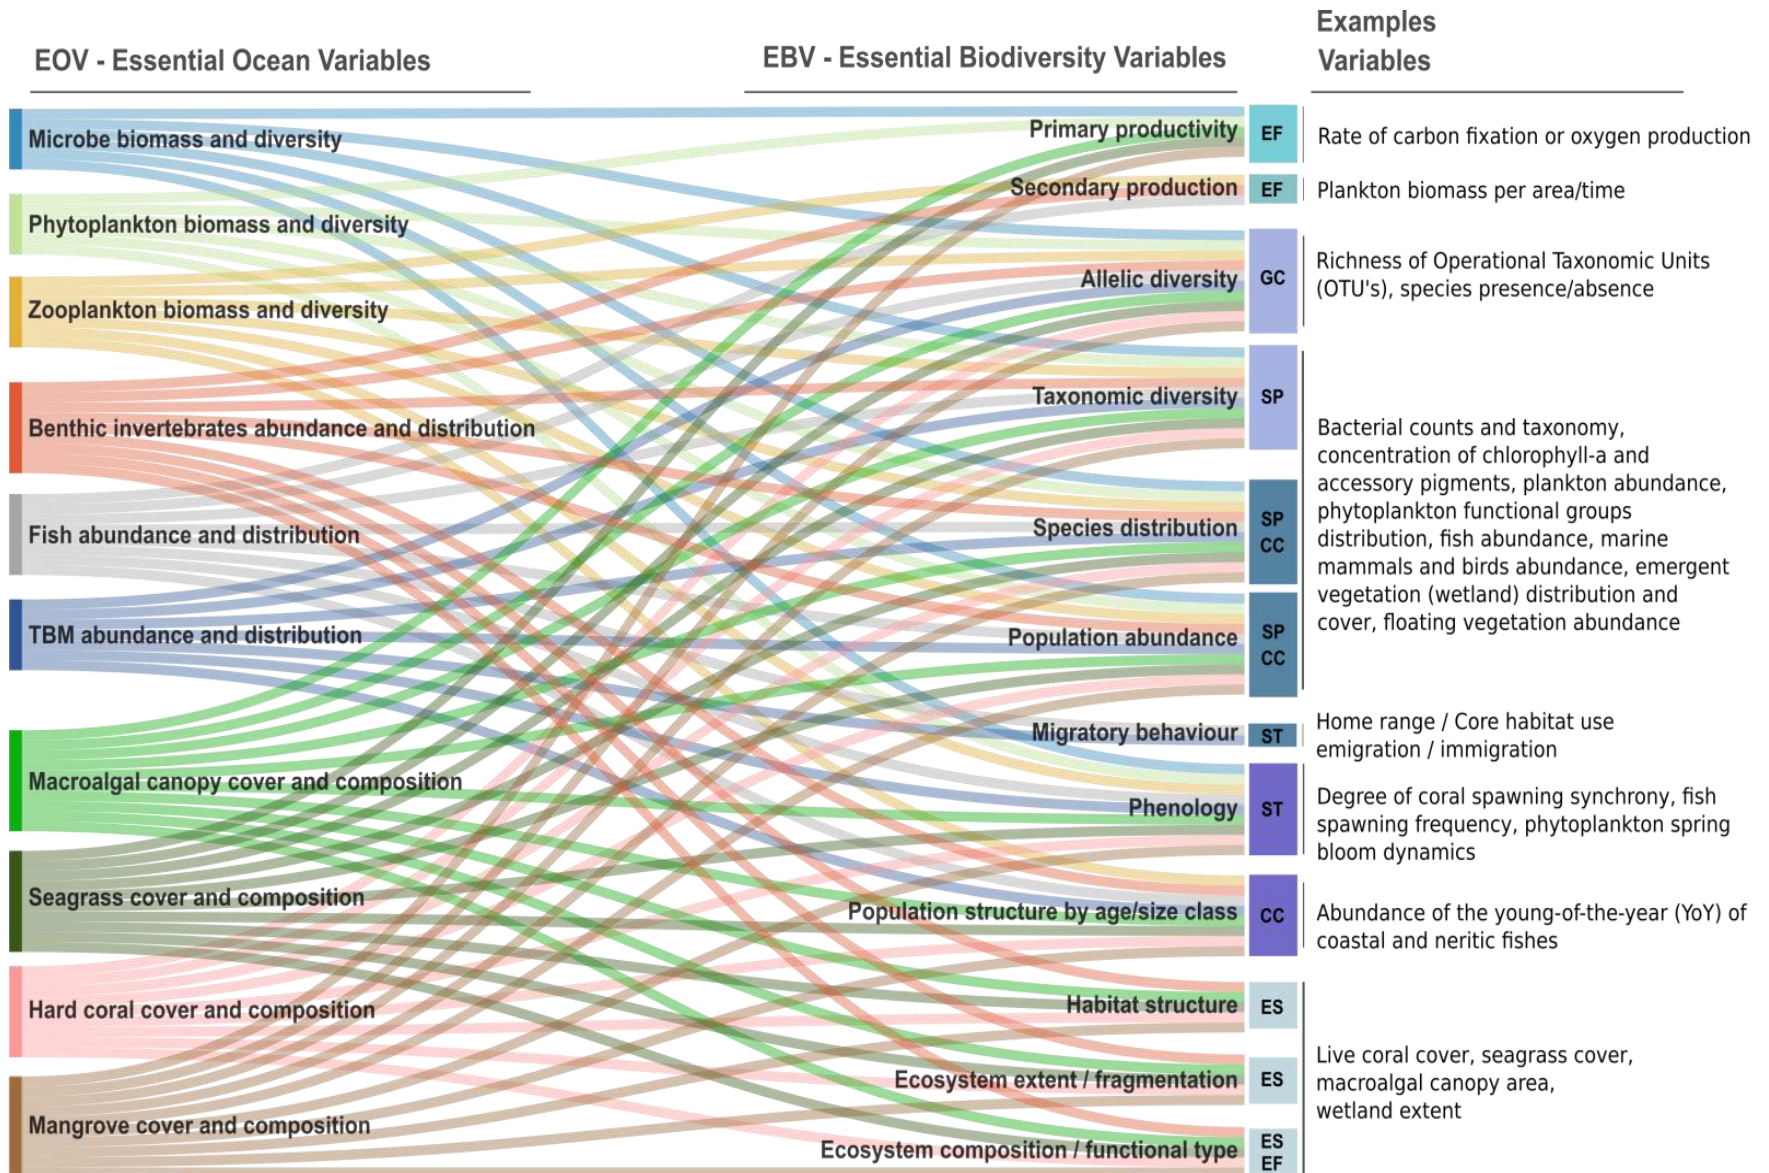 EOV - Essential Ocean Variables
EBV - Essential Biodiversity Variables
Examples
Variables
Microbe biomass and diversity
Phytoplankton biomass and diversity
Zooplankton biomass and diversity
Benthic invertebrates abundance and distribution
Fish abundance and distribution
TBM abundance and distribution
Macroalgal canopy cover and composition
Seagrass cover and composition
Hard coral cover and composition
Mangrove cover and composition
Primary productivity
EF
Rate of carbon fixation or oxygen production
Secondary production
EF
Plankton biomass per area/time
Allelic diversity
GC
Richness of Operational Taxonomic Units
(OTU's), species presence/absence
Taxonomic diversity
SP
Species distribution
SP
CC
Population abundance
SP
CC
Bacterial counts and taxonomy,
concentration of chlorophyll-a and
accessory pigments, plankton abundance,
phytoplankton functional groups
distribution, fish abundance, marine
mammals and birds abundance, emergent
vegetation (wetland) distribution and
cover, floating vegetation abundance
Migratory behaviour
ST
Home range / Core habitat use
emigration / immigration
Phenology
ST
Degree of coral spawning synchrony, fish
spawning frequency, phytoplankton spring
bloom dynamics
Population structure by age/size class
CC
Abundance of the young-of-the-year (YoY) of
coastal and neritic fishes
Habitat structure
ES
Ecosystem extent / fragmentation
ES
Ecosystem composition / functional type
ES
EF
Live coral cover, seagrass cover,
macroalgal canopy area,
wetland extent